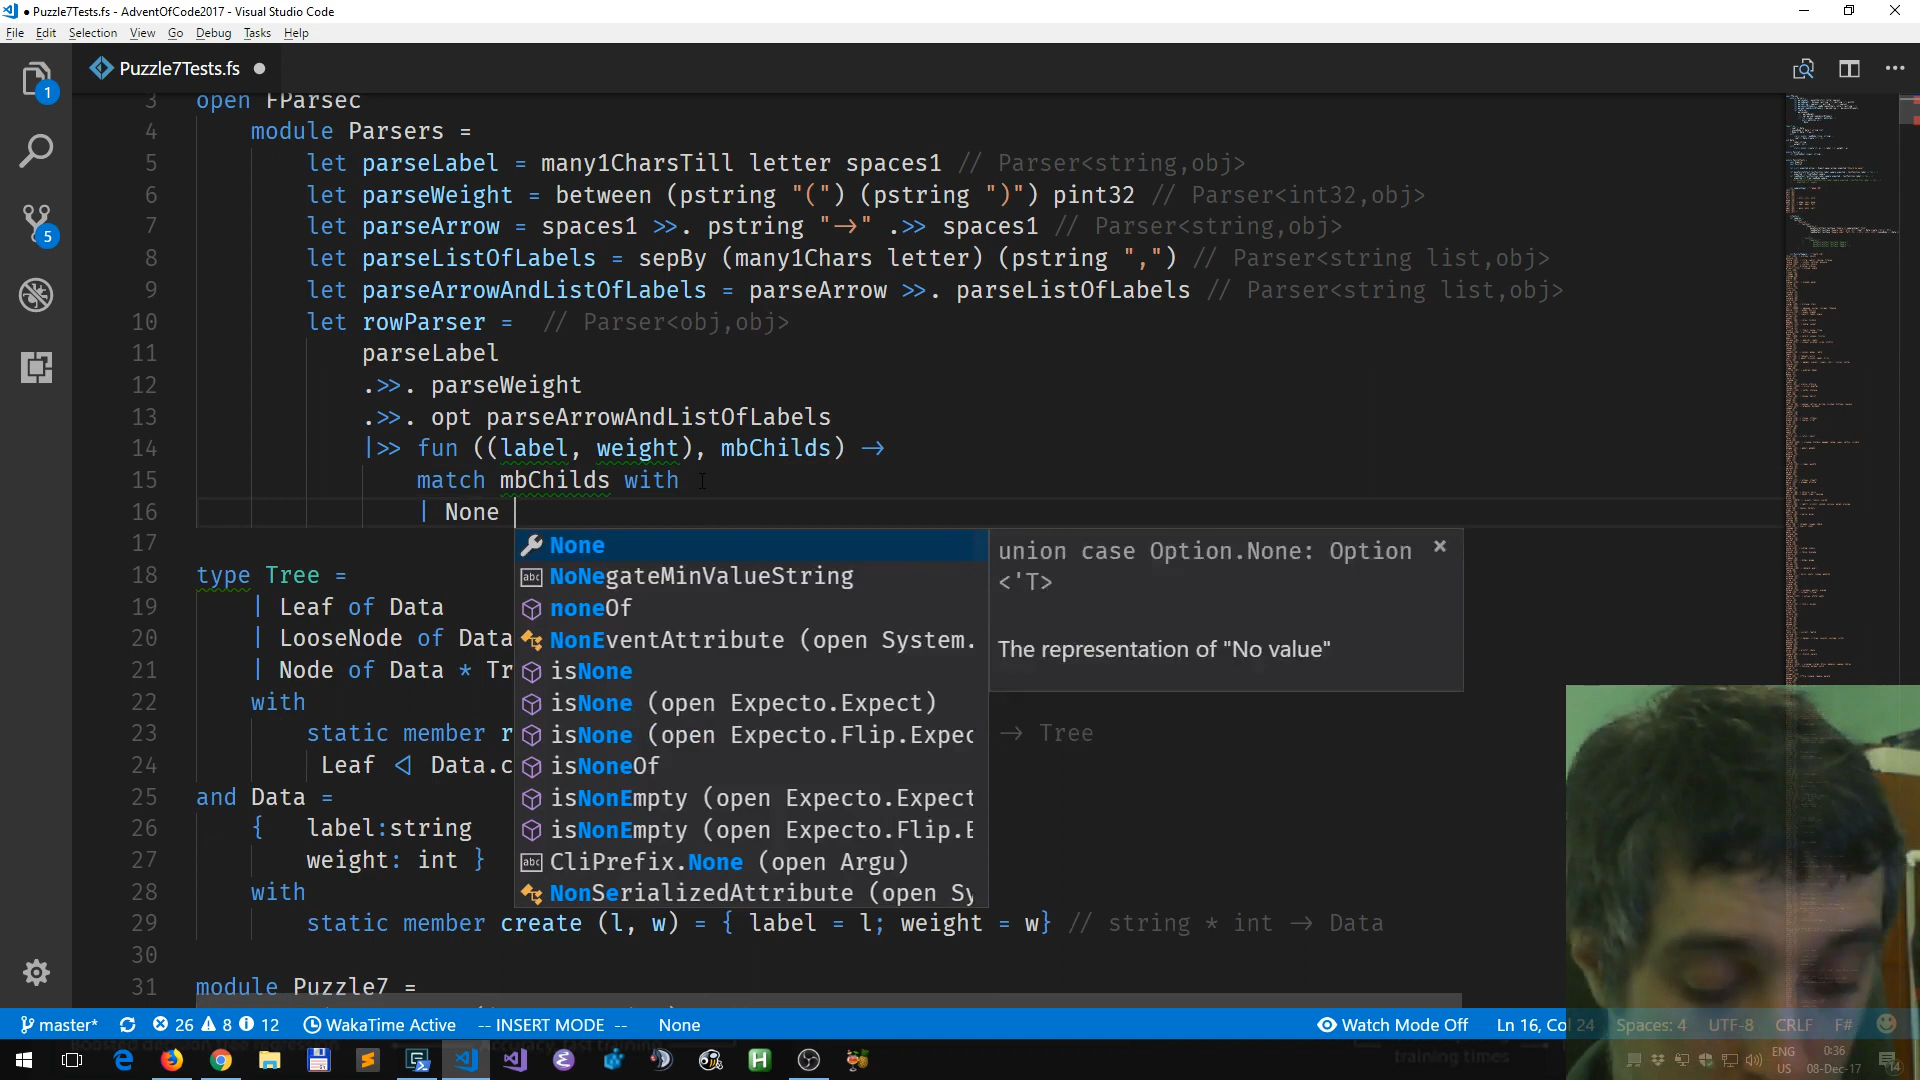 ● Puzzle7Tests.fs - AdventOfCode2017 - Visual Studio Code
File Edit Selection View Go Debug Tasks Help
Puzzle7Tests.fs ●
1
5
3 open FParsec
4 module Parsers =
5 let parseLabel = many1CharsTill letter spaces1 // Parser<string,obj>
6 let parseWeight = between (pstring "(") (pstring ")") pint32 // Parser<int32,obj>
7 let parseArrow = spaces1 >>. pstring "->" .>> spaces1 // Parser<string,obj>
8 let parseListOfLabels = sepBy (many1Chars letter) (pstring ",") // Parser<string list,obj>
9 let parseArrowAndListOfLabels = parseArrow >>. parseListOfLabels // Parser<string list,obj>
10 let rowParser = // Parser<obj,obj>
11 parseLabel
12 .>>. parseWeight
13 .>>. opt parseArrowAndListOfLabels
14 |>> fun ((label, weight), mbChilds) ->
15 match mbChilds with
16 | None
17
18 type Tree =
19 | Leaf of Data
20 | LooseNode of Data
21 | Node of Data * Tr
22 with
23 static member r -> Tree
24 Leaf <| Data.c
25 and Data =
26 { label:string
27 weight: int }
28 with
29 static member create (l, w) = { label = l; weight = w} // string * int -> Data
30
31 module Puzzle7 =
None
NoNegateMinValueString
noneOf
NonEventAttribute (open System.
isNone
isNone (open Expecto.Expect)
isNone (open Expecto.Flip.Expec
isNoneOf
isNonEmpty (open Expecto.Expect
isNonEmpty (open Expecto.Flip.E
CliPrefix.None (open Argu)
NonSerializedAttribute (open Sy
union case Option.None: Option
<'T>
The representation of "No value"
master* 26 8 12 WakaTime Active -- INSERT MODE -- None Watch Mode Off Ln 16, Col 24 Spaces: 4 UTF-8 CRLF F#
training times
ENG
US
0:36
08-Dec-17
14